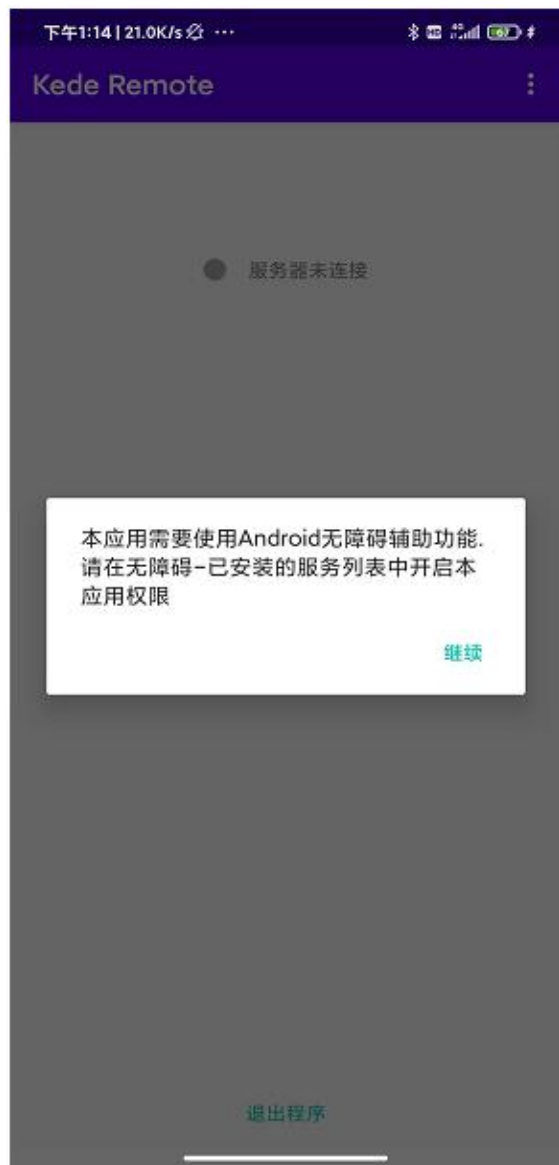 下午1:14 | 21.0K/s ···
HD 4G 67
Kede Remote
服务器未连接
本应用需要使用Android无障碍辅助功能.
请在无障碍-已安装的服务列表中开启本
应用权限
继续
退出程序